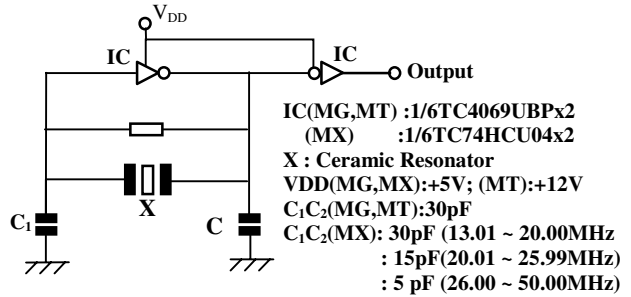 V_DD
IC
IC
Output
IC(MG,MT) :1/6TC4069UBPx2
(MX) :1/6TC74HCU04x2
X : Ceramic Resonator
VDD(MG,MX):+5V; (MT):+12V
C₁C₂(MG,MT):30pF
C₁C₂(MX): 30pF (13.01 ~ 20.00MHz
: 15pF(20.01 ~ 25.99MHz)
: 5 pF (26.00 ~ 50.00MHz)
X
C₁
C